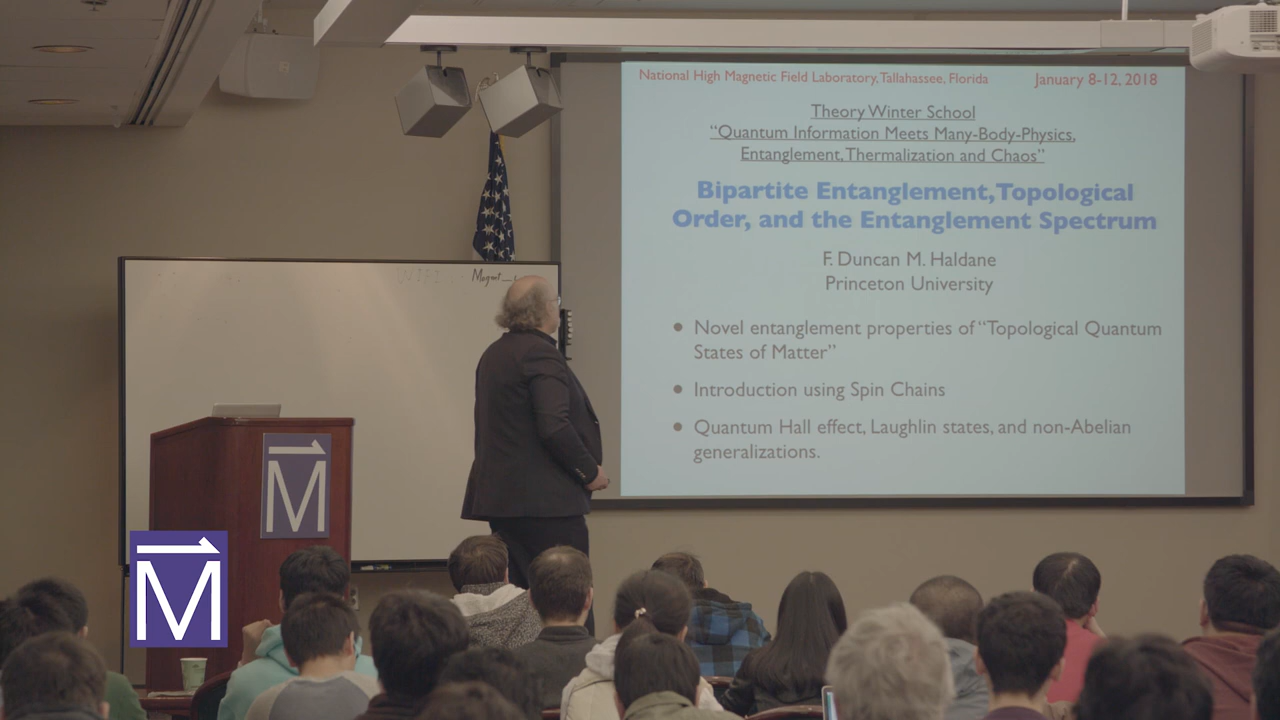 National High Magnetic Field Laboratory, Tallahassee, Florida
January 8-12, 2018
Theory Winter School
“Quantum Information Meets Many-Body-Physics,
Entanglement, Thermalization and Chaos”
Bipartite Entanglement, Topological
Order, and the Entanglement Spectrum
F. Duncan M. Haldane
Princeton University
• Novel entanglement properties of “Topological Quantum
States of Matter”
• Introduction using Spin Chains
• Quantum Hall effect, Laughlin states, and non-Abelian
generalizations.
M
M